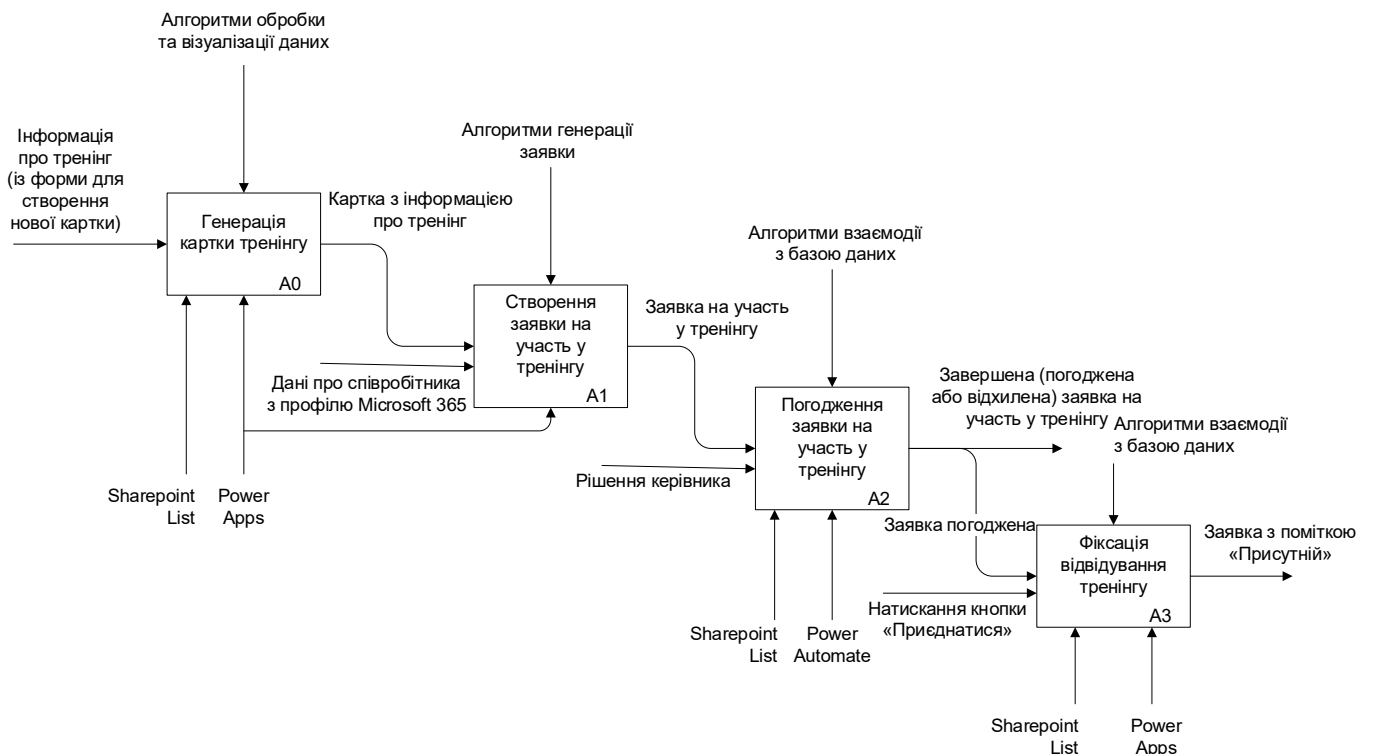 Алгоритми обробки
та візуалізації даних
Інформація
про тренінг
(із форми для
створення
нової картки)
Генерація
картки тренінгу
A0
Картка з інформацією
про тренінг
Sharepoint
List
Power
Apps
Алгоритми генерації
заявки
Створення
заявки на
участь у
тренінгу
A1
Дані про співробітника
з профілю Microsoft 365
Заявка на участь
у тренінгу
Алгоритми взаємодії
з базою даних
Погодження
заявки на
участь у
тренінгу
A2
Рішення керівника
Sharepoint
List
Power
Automate
Завершена (погоджена
або відхилена) заявка на
участь у тренінгу
Заявка погоджена
Алгоритми взаємодії
з базою даних
Фіксація
відвідування
тренінгу
A3
Натискання кнопки
«Приєднатися»
Заявка з поміткою
«Присутній»
Sharepoint
List
Power
Apps